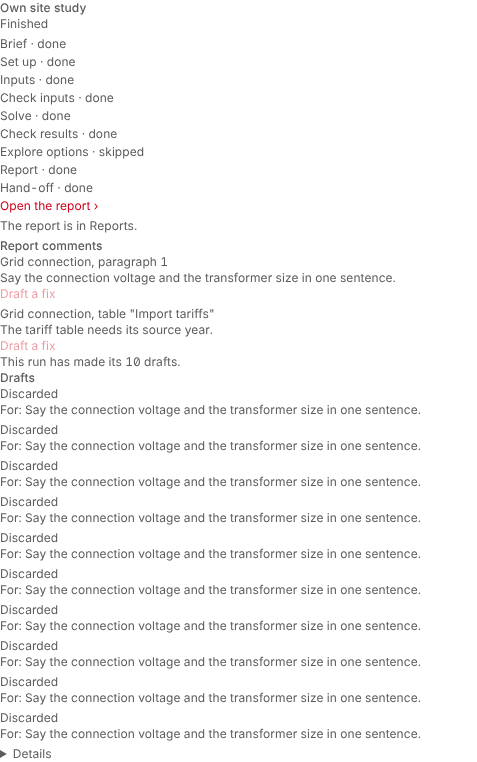 Own site study
Finished
Brief · done
Set up · done
Inputs · done
Check inputs · done
Solve · done
Check results · done
Explore options · skipped
Report · done
Hand-off · done
Open the report ›
The report is in Reports.
Report comments
Grid connection, paragraph 1
Say the connection voltage and the transformer size in one sentence.
Draft a fix
Grid connection, table "Import tariffs"
The tariff table needs its source year.
Draft a fix
This run has made its 10 drafts.
Drafts
Discarded
For: Say the connection voltage and the transformer size in one sentence.
Discarded
For: Say the connection voltage and the transformer size in one sentence.
Discarded
For: Say the connection voltage and the transformer size in one sentence.
Discarded
For: Say the connection voltage and the transformer size in one sentence.
Discarded
For: Say the connection voltage and the transformer size in one sentence.
Discarded
For: Say the connection voltage and the transformer size in one sentence.
Discarded
For: Say the connection voltage and the transformer size in one sentence.
Discarded
For: Say the connection voltage and the transformer size in one sentence.
Discarded
For: Say the connection voltage and the transformer size in one sentence.
Discarded
For: Say the connection voltage and the transformer size in one sentence.
▶ Details